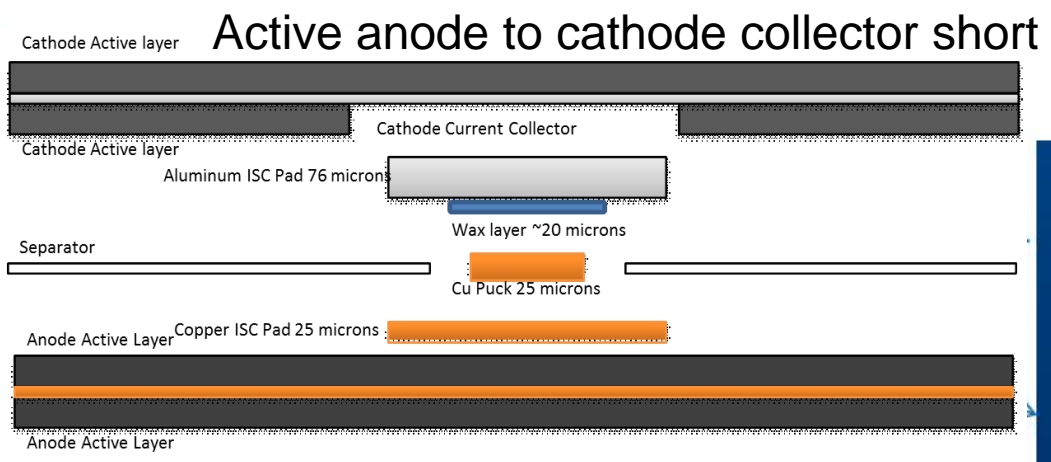 Active anode to cathode collector short
Cathode Active layer
Cathode Current Collector
Cathode Active layer
Aluminum ISC Pad 76 microns
Wax layer ~20 microns
Separator
Cu Puck 25 microns
Copper ISC Pad 25 microns
Anode Active Layer
Anode Active Layer